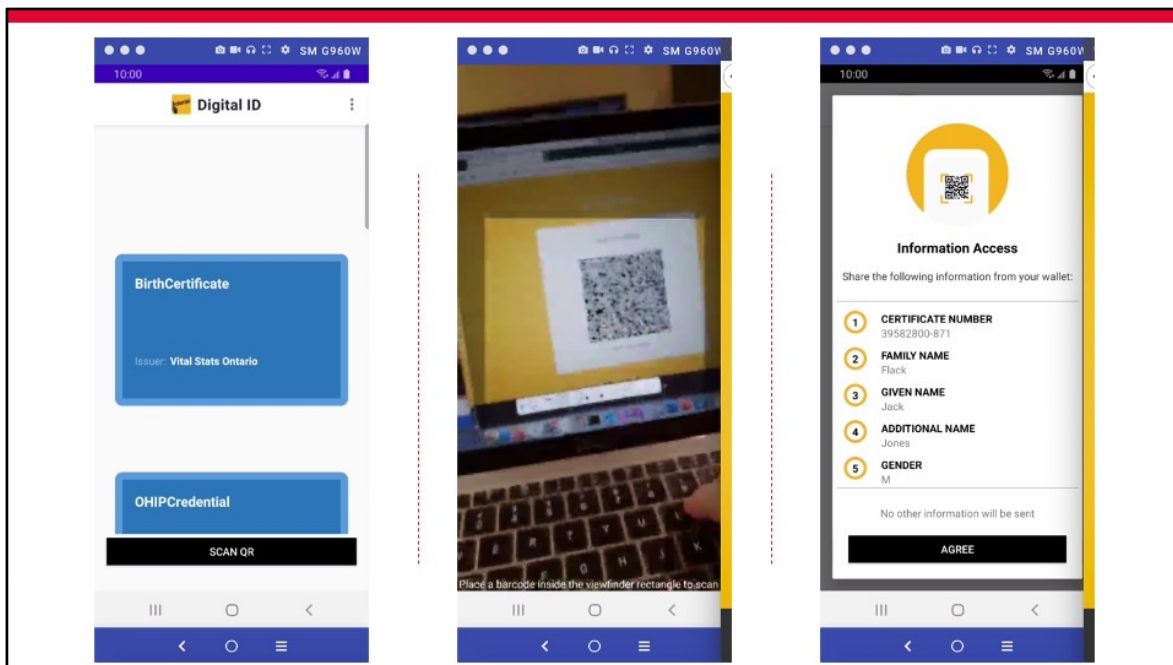 SM G960W
10:00
Digital ID
BirthCertificate
Issuer: Vital Stats Ontario
OHIPCredential
SCAN QR
SM G960W
Place a barcode inside the viewfinder rectangle to scan
SM G960W
10:00
Information Access
Share the following information from your wallet:
1 CERTIFICATE NUMBER
39582800-871
2 FAMILY NAME
Flack
3 GIVEN NAME
Jack
4 ADDITIONAL NAME
Jones
5 GENDER
M
No other information will be sent
AGREE